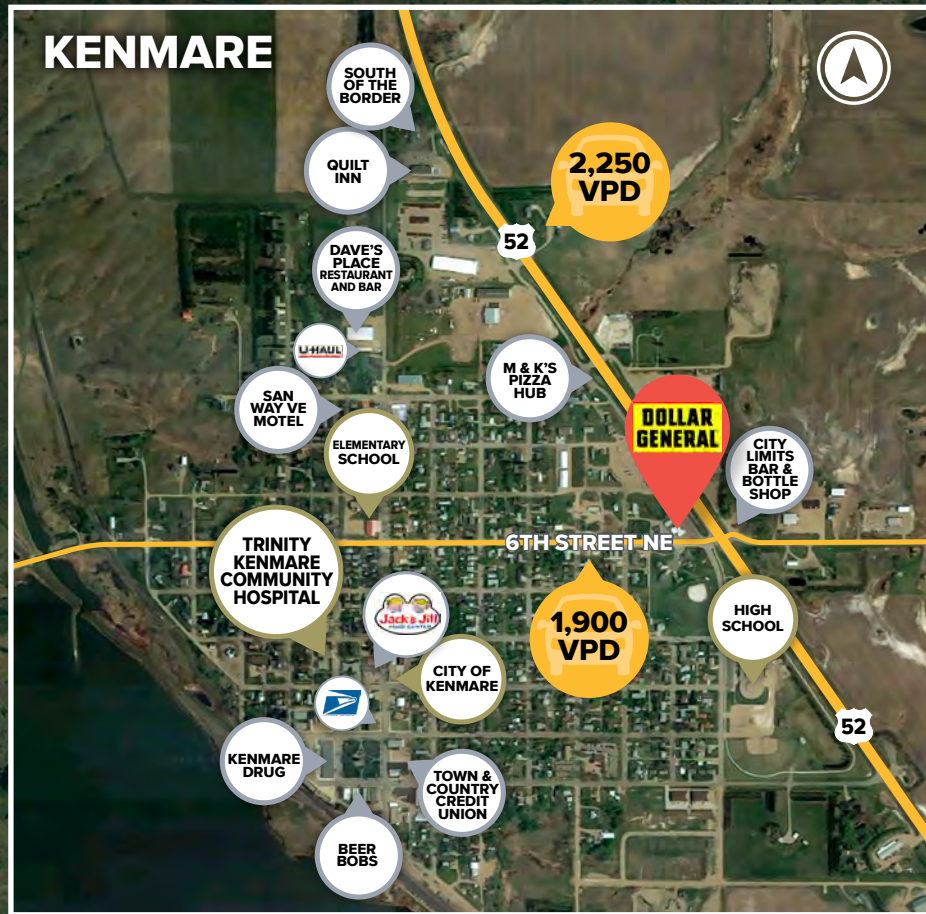 KENMARE
SOUTH
OF THE
BORDER
QUILT
INN
2,250
VPD
52
DAVE'S
PLACE
RESTAURANT
AND BAR
U-HAUL
M & K'S
PIZZA
HUB
SAN
WAY VE
MOTEL
DOLLAR
GENERAL
ELEMENTARY
SCHOOL
CITY
LIMITS
BAR &
BOTTLE
SHOP
6TH STREET NE
TRINITY
KENMARE
COMMUNITY
HOSPITAL
Jack & Jill
1,900
VPD
HIGH
SCHOOL
CITY OF
KENMARE
52
KENMARE
DRUG
TOWN &
COUNTRY
CREDIT
UNION
BEER
BOBS